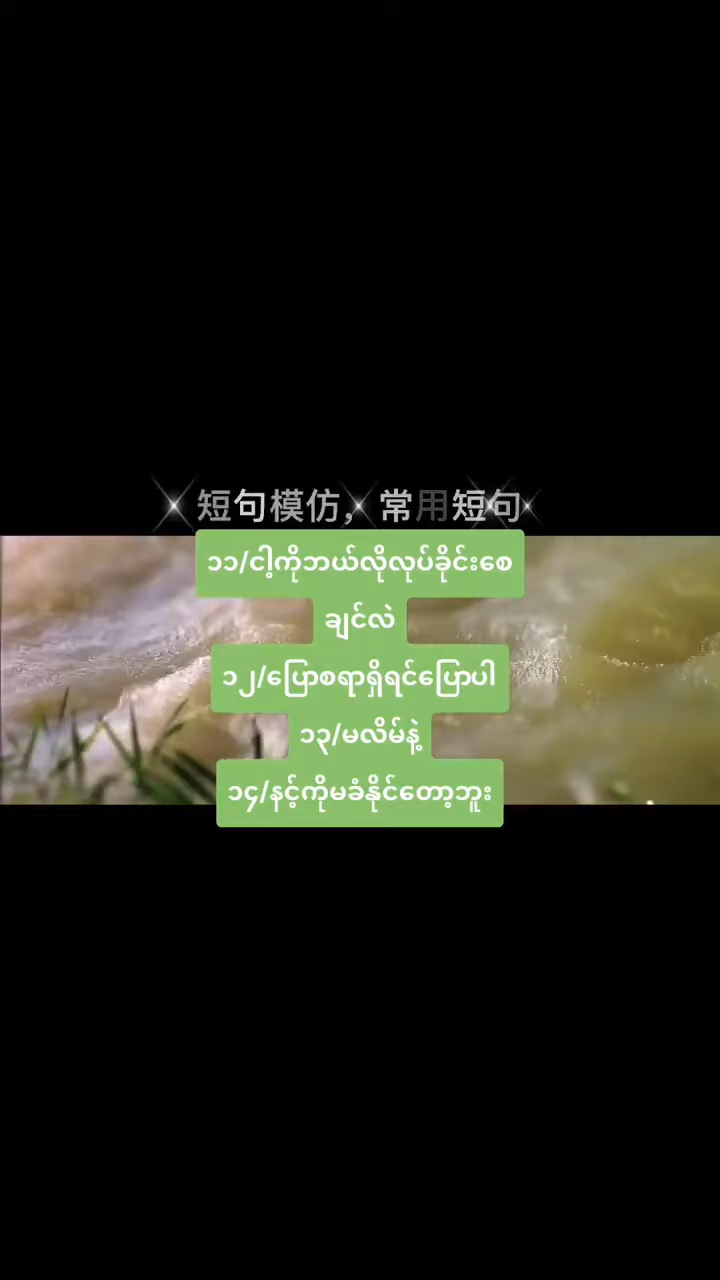 短句模仿, 常用短句
၁၁/ငါ့ကိုဘယ်လိုလုပ်ခိုင်းစေ
ချင်လဲ
၁၂/ပြောစရာရှိရင်ပြောပါ
၁၃/မလိမ်နဲ့
၁၄/နင့်ကိုမခံနိုင်တော့ဘူး